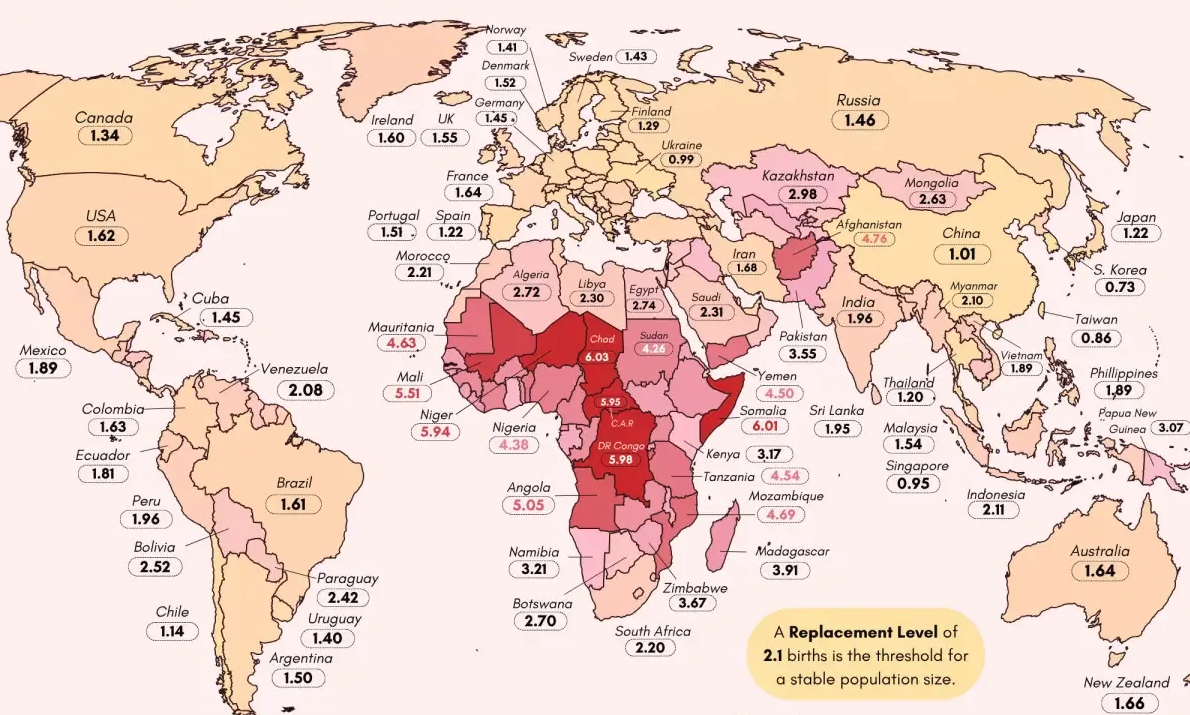 Norway
1.41
Denmark
1.52
Germany
1.45
Sweden 1.43
Finland
1.29
Ukraine
0.99
Canada
1.34
USA
1.62
Mexico
1.89
Cuba
1.45
Ireland
1.60
UK
1.55
France
1.64
Portugal
1.51
Spain
1.22
Russia
1.46
Kazakhstan
2.98
Mongolia
2.63
Afghanistan
4.76
China
1.01
Japan
1.22
S. Korea
0.73
Taiwan
0.86
Morocco
2.21
Algeria
2.72
Libya
2.30
Egypt
2.74
Saudi
2.31
Iran
1.68
India
1.96
Myanmar
2.10
Pakistan
3.55
Vietnam
1.89
Thailand
1.20
Phillippines
1.89
Mauritania
4.63
Mali
5.51
Niger
5.94
Nigeria
4.38
Chad
6.03
Sudan
4.26
5.95
C.A.R
DR Congo
5.98
Yemen
4.50
Somalia
6.01
Kenya 3.17
Tanzania 4.54
Mozambique
4.69
Madagascar
3.91
Angola
5.05
Namibia
3.21
Botswana
2.70
Zimbabwe
3.67
South Africa
2.20
Sri Lanka
1.95
Malaysia
1.54
Singapore
0.95
Indonesia
2.11
Papua New
Guinea 3.07
Venezuela
2.08
Colombia
1.63
Ecuador
1.81
Peru
1.96
Brazil
1.61
Bolivia
2.52
Paraguay
2.42
Chile
1.14
Uruguay
1.40
Argentina
1.50
Australia
1.64
New Zealand
1.66
A Replacement Level of
2.1 births is the threshold for
a stable population size.